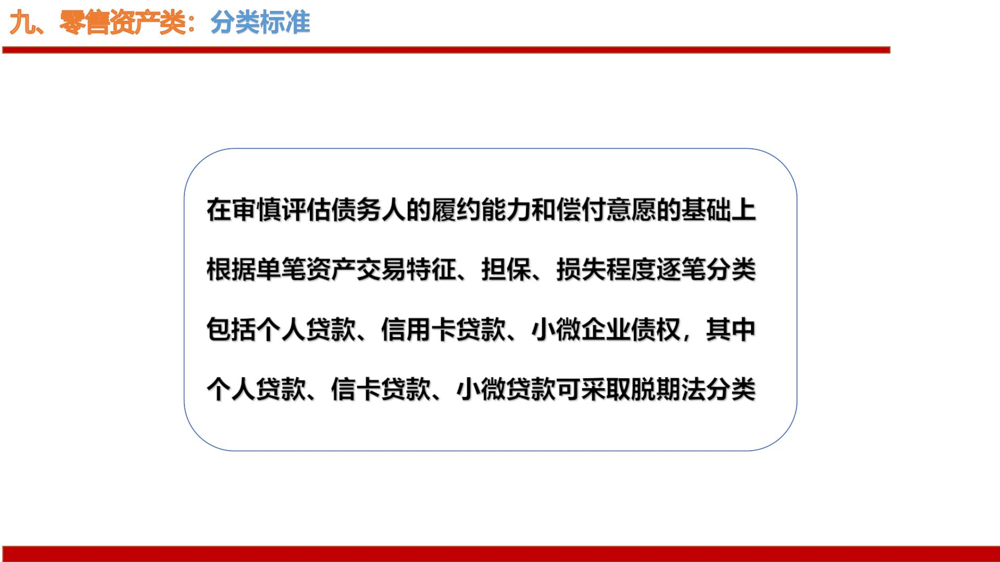 九、零售资产类：分类标准
在审慎评估债务人的履约能力和偿付意愿的基础上
根据单笔资产交易特征、担保、损失程度逐笔分类
包括个人贷款、信用卡贷款、小微企业债权，其中
个人贷款、信卡贷款、小微贷款可采取脱期法分类